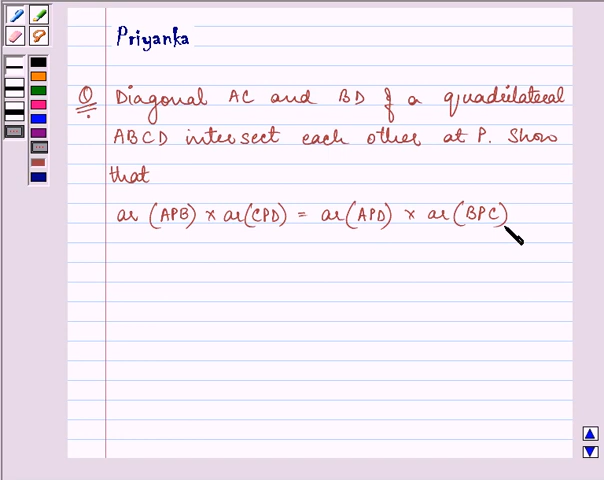 Priyanka
Q Diagonal AC and BD of a quadrilateral
ABCD intersect each other at P. Show
that
ar (APB) × ar(CPD) = ar(APD) × ar(BPC)